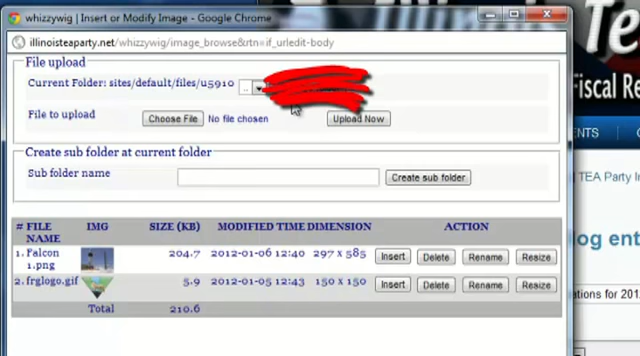 whizzywig | Insert or Modify Image - Google Chrome
illinoisteaparty.net/whizzywig/image_browse&rtn=if_urledit-body
File upload
Current Folder: sites/default/files/u5910 ..
File to upload Choose File No file chosen Upload Now
Create sub folder at current folder
Sub folder name Create sub folder
# FILE NAME IMG SIZE (KB) MODIFIED TIME DIMENSION ACTION
1. Falcon 1.png 204.7 2012-01-06 12:40 297 x 585 Insert Delete Rename Resize
2. frglogo.gif 5.9 2012-01-05 12:43 150 x 150 Insert Delete Rename Resize
Total 210.6
Fiscal Re
ENTS
TEA Party In
log ent
ations for 201